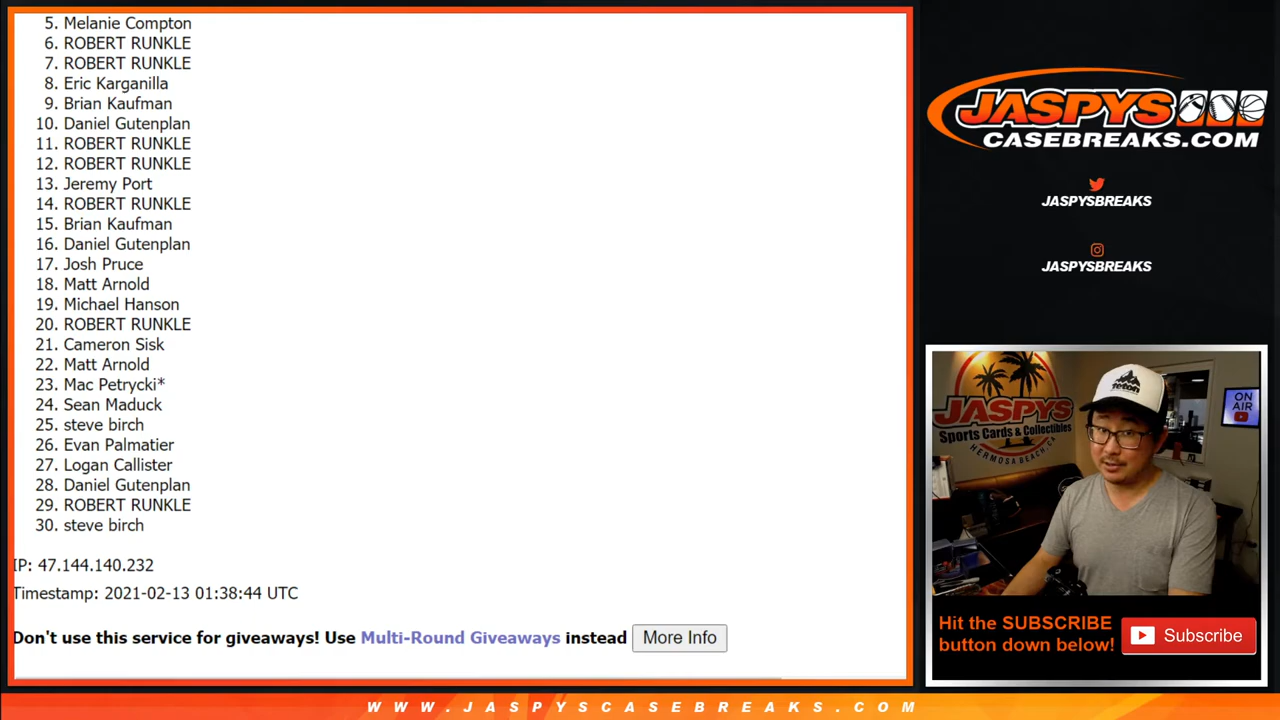 5. Melanie Compton
6. ROBERT RUNKLE
7. ROBERT RUNKLE
8. Eric Karganilla
9. Brian Kaufman
10. Daniel Gutenplan
11. ROBERT RUNKLE
12. ROBERT RUNKLE
13. Jeremy Port
14. ROBERT RUNKLE
15. Brian Kaufman
16. Daniel Gutenplan
17. Josh Pruce
18. Matt Arnold
19. Michael Hanson
20. ROBERT RUNKLE
21. Cameron Sisk
22. Matt Arnold
23. Mac Petrycki*
24. Sean Maduck
25. steve birch
26. Evan Palmatier
27. Logan Callister
28. Daniel Gutenplan
29. ROBERT RUNKLE
30. steve birch
IP: 47.144.140.232
Timestamp: 2021-02-13 01:38:44 UTC
Don't use this service for giveaways! Use Multi-Round Giveaways instead More Info
JASPYS
CASEBREAKS.COM
JASPYSBREAKS
JASPYSBREAKS
JASPYS
Sports Cards & Collectibles
HERMOSA BEACH, CA
teton
ON
AIR
Hit the SUBSCRIBE
button down below!
Subscribe
WWW.JASPYSCASEBREAKS.COM